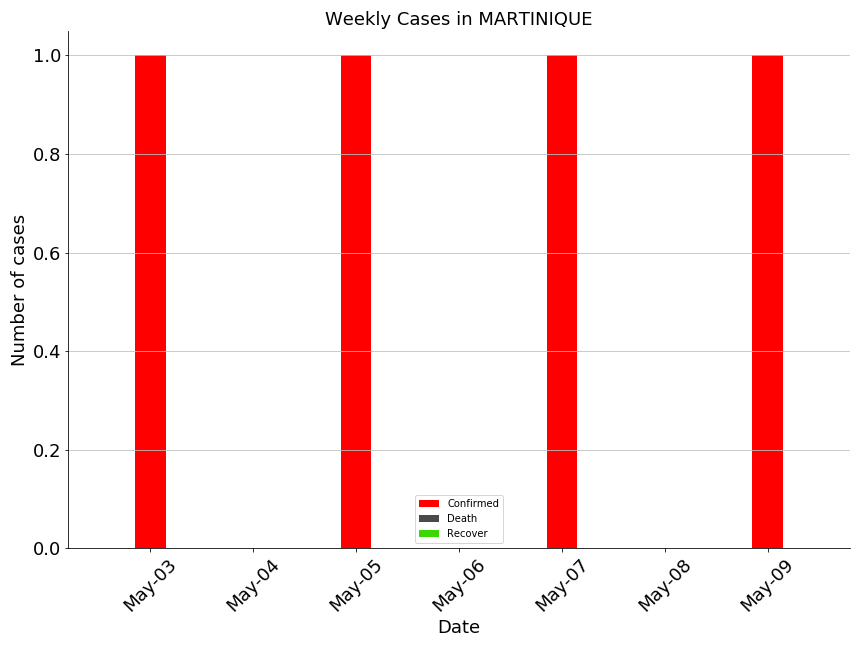 Weekly Cases in MARTINIQUE
Number of cases
1.0
0.8
0.6
0.4
0.2
0.0
Confirmed
Death
Recover
May-03
May-04
May-05
May-06
May-07
May-08
May-09
Date